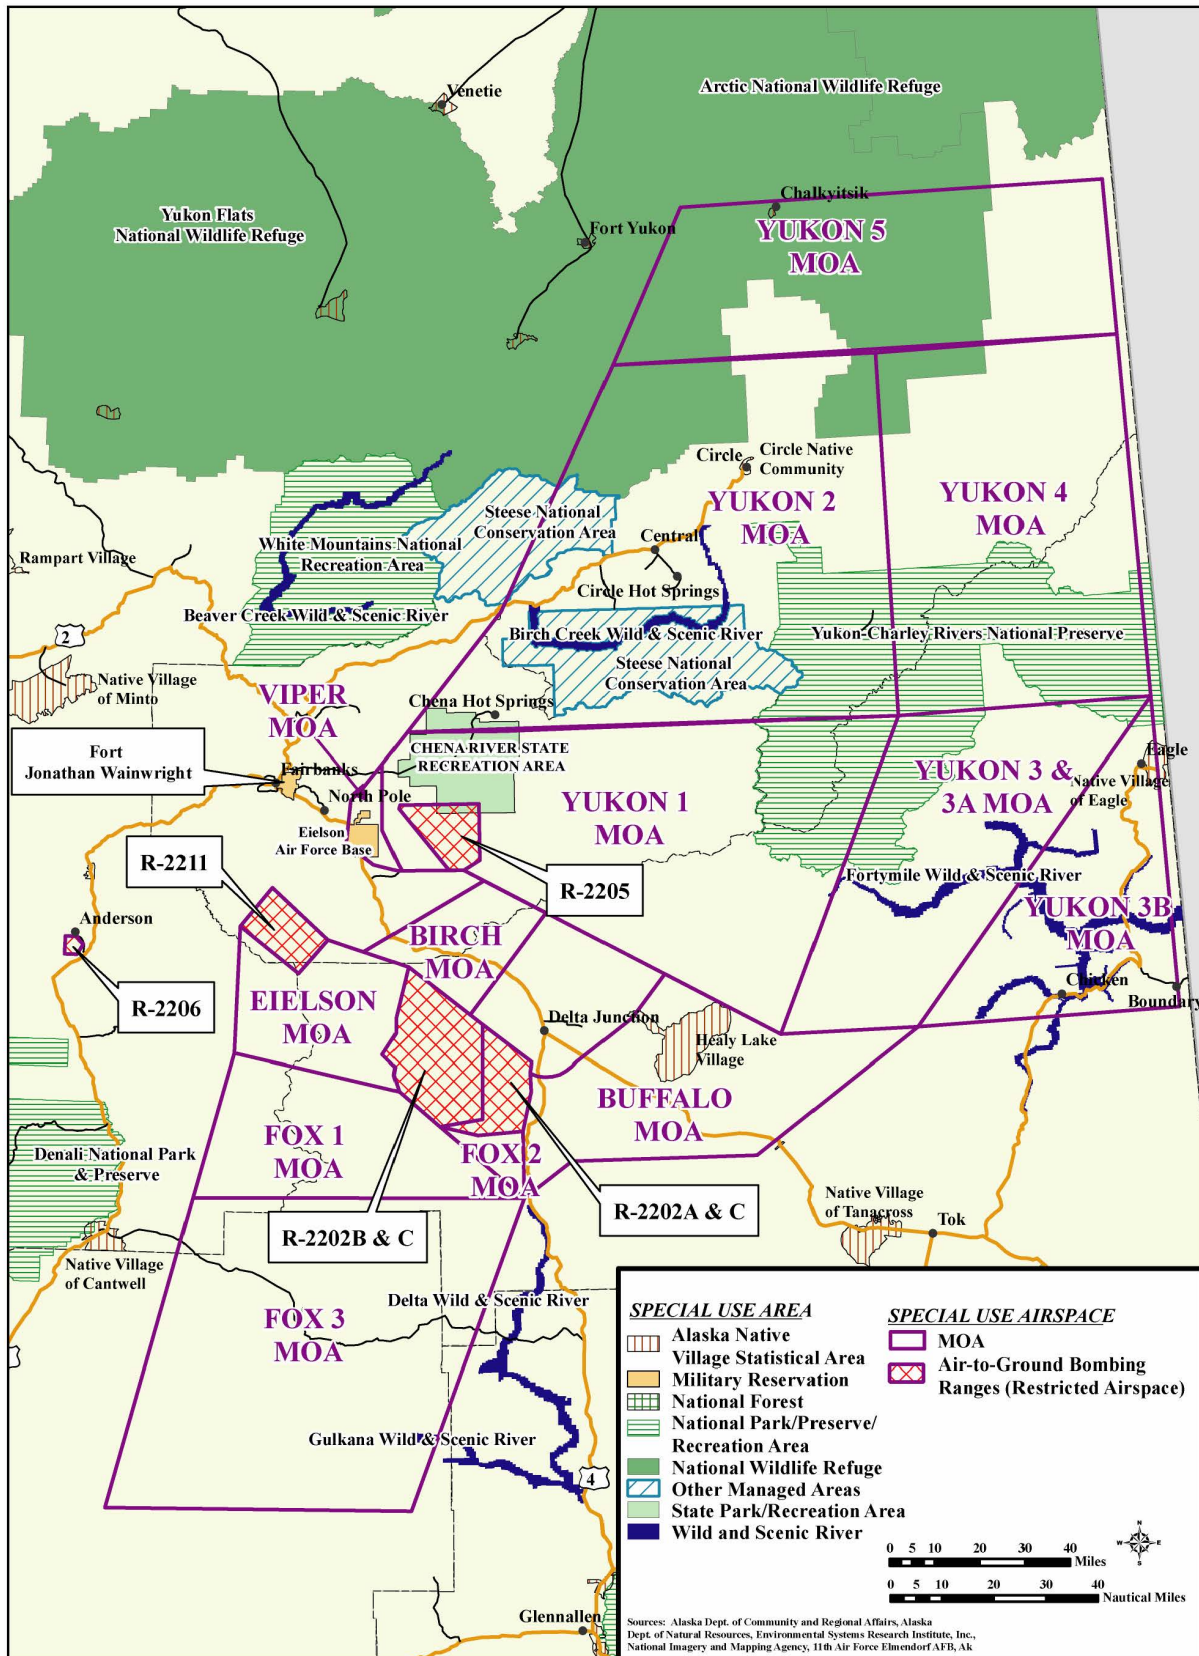 Arctic National Wildlife Refuge
Venetie
Chalkyitsik
Yukon Flats
National Wildlife Refuge
Fort Yukon
YUKON 5
MOA
Circle
Circle Native
Community
YUKON 2
MOA
YUKON 4
MOA
Steese National
Conservation Area
White Mountains National
Recreation Area
Central
Rampart Village
Circle Hot Springs
Beaver Creek Wild & Scenic River
Birch Creek Wild & Scenic River
Yukon-Charley Rivers National Preserve
2
Steese National
Conservation Area
Native Village
of Minto
VIPER
MOA
Chena Hot Springs
CHENA RIVER STATE
RECREATION AREA
Fort
Jonathan Wainwright
Fairbanks
North Pole
YUKON 1
MOA
YUKON 3 &
3A MOA
Eagle
Native Village
of Eagle
Eielson
Air Force Base
R-2211
R-2205
Fortymile Wild & Scenic River
Anderson
BIRCH
MOA
YUKON 3B
MOA
R-2206
EIELSON
MOA
Chicken
Boundary
Delta Junction
Healy Lake
Village
BUFFALO
MOA
FOX 1
MOA
FOX 2
MOA
Denali National Park
& Preserve
R-2202B & C
R-2202A & C
Native Village
of Tanacross
Tok
Native Village
of Cantwell
Delta Wild & Scenic River
FOX 3
MOA
Gulkana Wild & Scenic River
4
Glennallen
SPECIAL USE AREA
Alaska Native
Village Statistical Area
Military Reservation
National Forest
National Park/Preserve/
Recreation Area
National Wildlife Refuge
Other Managed Areas
State Park/Recreation Area
Wild and Scenic River
SPECIAL USE AIRSPACE
MOA
Air-to-Ground Bombing
Ranges (Restricted Airspace)
N
W E
S
0 5 10 20 30 40
Miles
0 5 10 20 30 40
Nautical Miles
Sources: Alaska Dept. of Community and Regional Affairs, Alaska
Dept. of Natural Resources, Environmental Systems Research Institute, Inc.,
National Imagery and Mapping Agency, 11th Air Force Elmendorf AFB, Ak